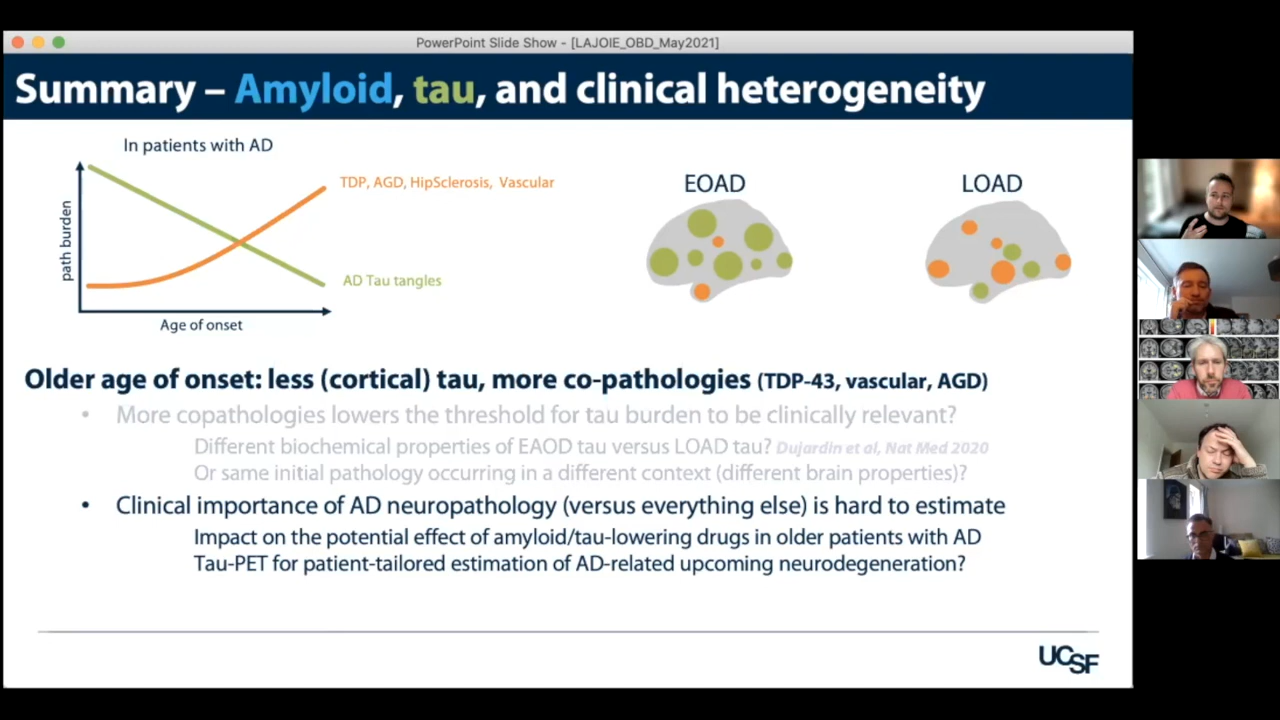 PowerPoint Slide Show - [LAJOIE_OBD_May2021]
Summary – Amyloid, tau, and clinical heterogeneity
In patients with AD
path burden
Age of onset
TDP, AGD, HipSclerosis, Vascular
AD Tau tangles
EOAD
LOAD
Older age of onset: less (cortical) tau, more co-pathologies (TDP-43, vascular, AGD)
• More copathologies lowers the threshold for tau burden to be clinically relevant?
Different biochemical properties of EAOD tau versus LOAD tau? Dujardin et al, Nat Med 2020
Or same initial pathology occurring in a different context (different brain properties)?
• Clinical importance of AD neuropathology (versus everything else) is hard to estimate
Impact on the potential effect of amyloid/tau-lowering drugs in older patients with AD
Tau-PET for patient-tailored estimation of AD-related upcoming neurodegeneration?
UCSF